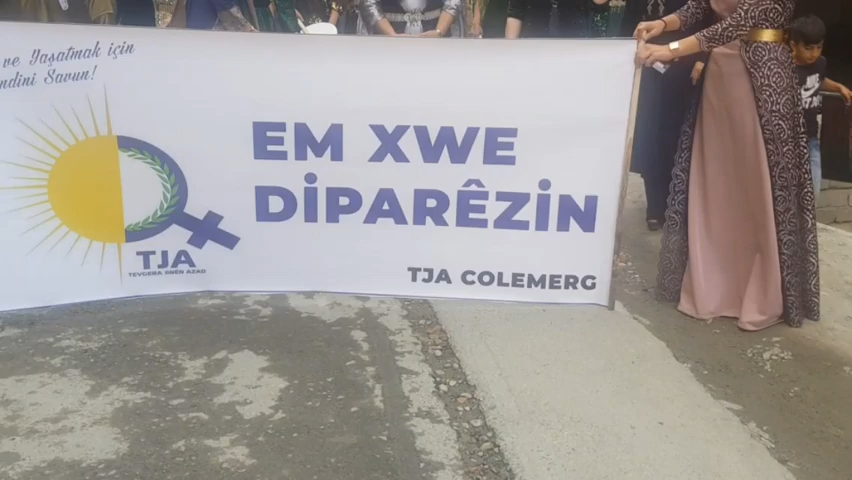 ve Yaşatmak için
ndini Savun!
EM XWE
DİPARÊZİN
TJA
TEVGERA JINÊN AZAD
TJA COLEMERG